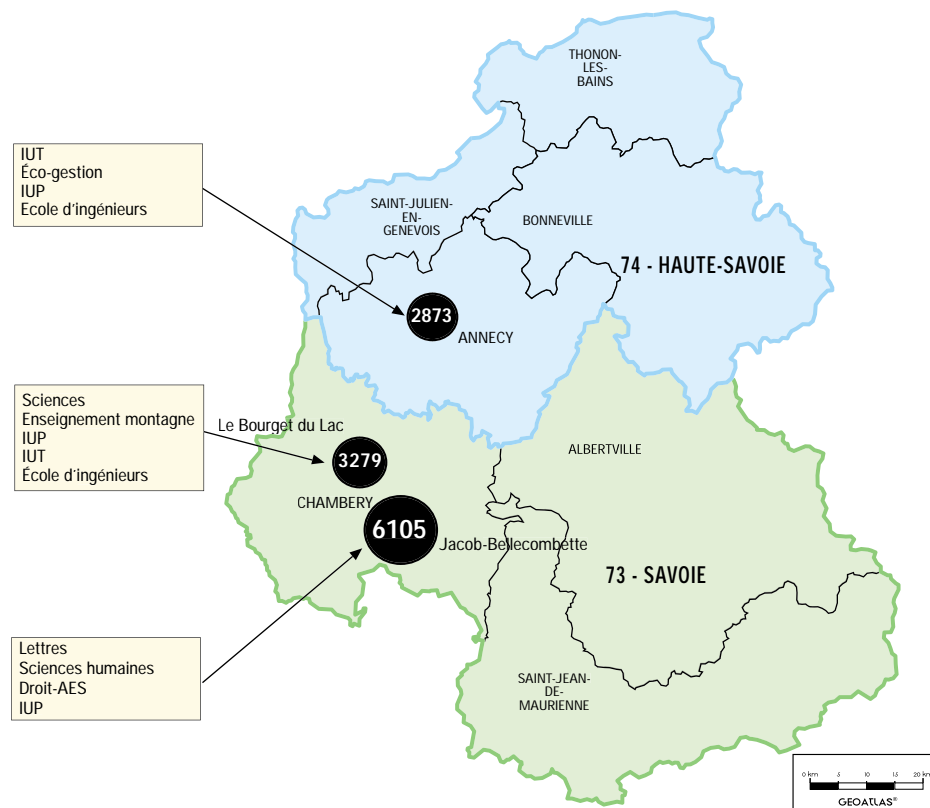 THONON-
LES-
BAINS
IUT
Éco-gestion
IUP
Ecole d'ingénieurs
SAINT-JULIEN-
EN-
GENEVOIS
BONNEVILLE
74 - HAUTE-SAVOIE
2873
ANNECY
Sciences
Enseignement montagne
IUP
IUT
École d'ingénieurs
Le Bourget du Lac
3279
ALBERTVILLE
CHAMBERY
6105
Jacob-Bellecombette
73 - SAVOIE
Lettres
Sciences humaines
Droit-AES
IUP
SAINT-JEAN-
DE-
MAURIENNE
0 km 5 10 15 20 km
GEOATLAS®